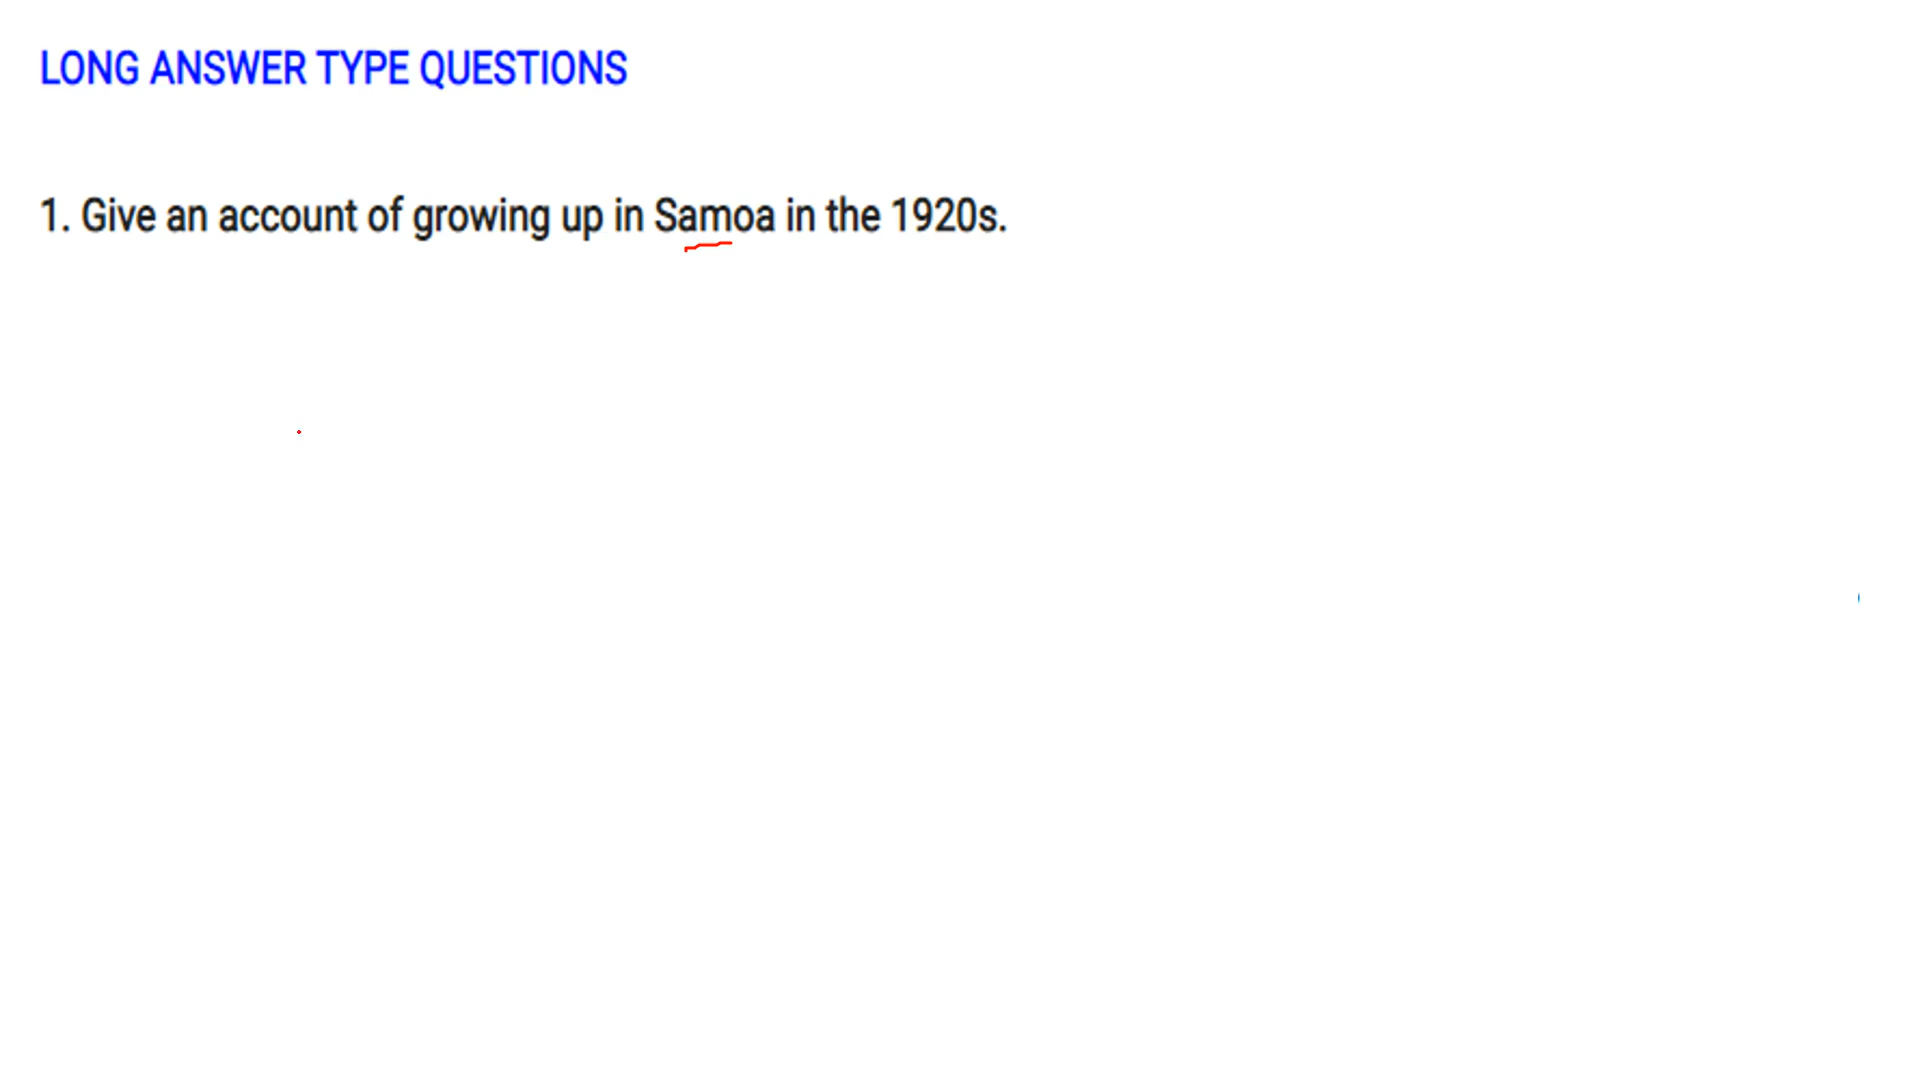 LONG ANSWER TYPE QUESTIONS
1. Give an account of growing up in Samoa in the 1920s.